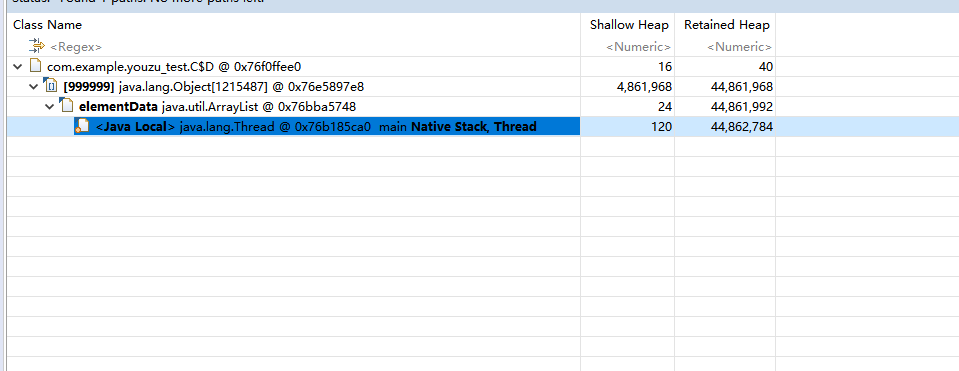 Status: Found 1 paths. No more paths left.
Class Name Shallow Heap Retained Heap
<Regex> <Numeric> <Numeric>
com.example.youzu_test.C$D @ 0x76f0ffee0 16 40
[999999] java.lang.Object[1215487] @ 0x76e5897e8 4,861,968 44,861,968
elementData java.util.ArrayList @ 0x76bba5748 24 44,861,992
<Java Local> java.lang.Thread @ 0x76b185ca0 main Native Stack, Thread 120 44,862,784